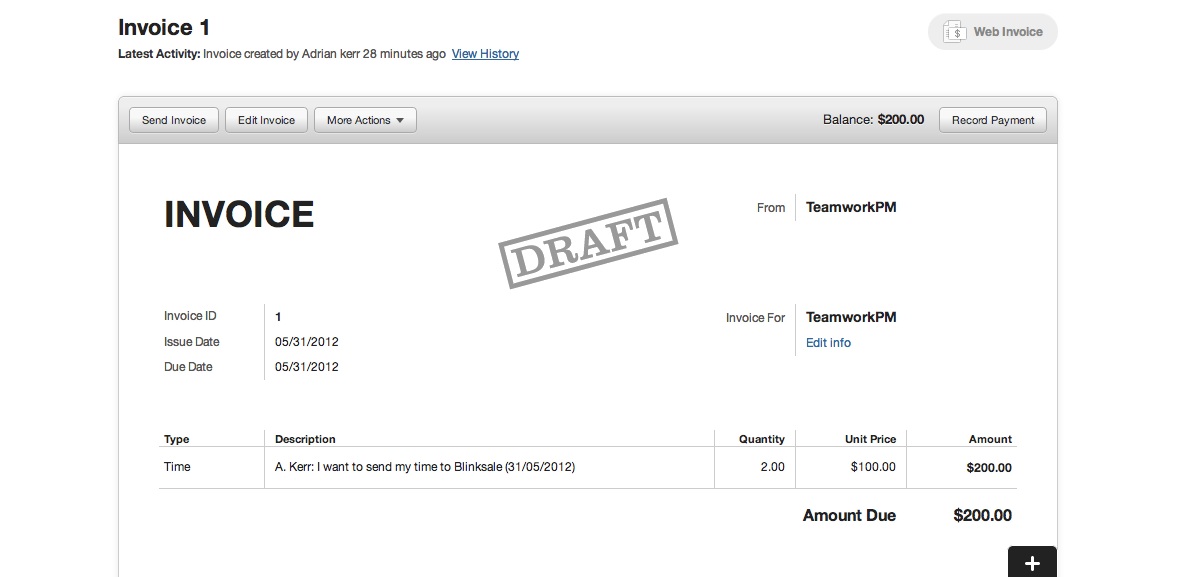 Invoice 1
Web Invoice
Latest Activity: Invoice created by Adrian kerr 28 minutes ago View History
Send Invoice Edit Invoice More Actions Balance: $200.00 Record Payment
INVOICE
DRAFT
From TeamworkPM
Invoice ID 1
Invoice For TeamworkPM
Issue Date 05/31/2012
Edit info
Due Date 05/31/2012
Type Description Quantity Unit Price Amount
Time A. Kerr: I want to send my time to Blinksale (31/05/2012) 2.00 $100.00 $200.00
Amount Due $200.00